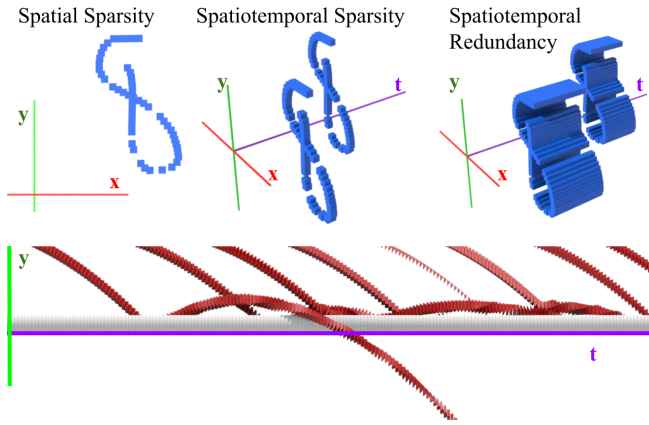 Spatial Sparsity
Spatiotemporal Sparsity
Spatiotemporal
Redundancy
y
x
y
t
x
y
t
x
y
t